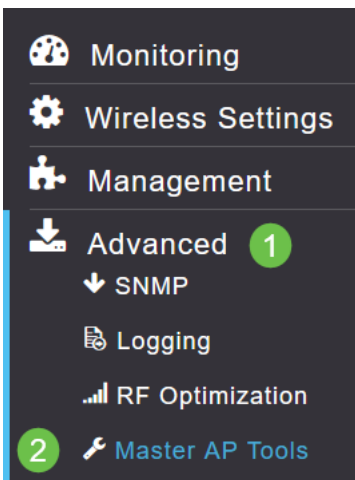 Monitoring
Wireless Settings
Management
Advanced 1
SNMP
Logging
RF Optimization
2 Master AP Tools